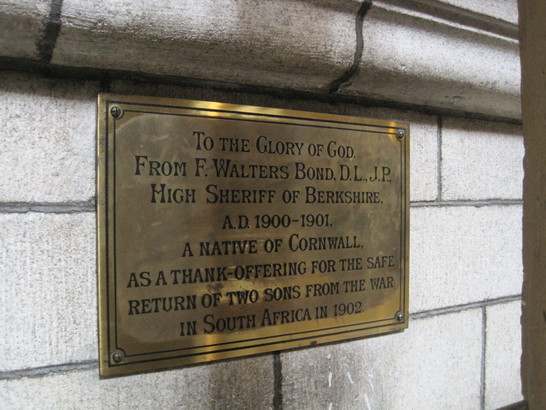 To the Glory of God.
From F. Walters Bond, D.L., J.P.,
High Sheriff of Berkshire,
A.D. 1900–1901,
a native of Cornwall,
as a thank-offering for the safe
return of two sons from the war
in South Africa in 1902.